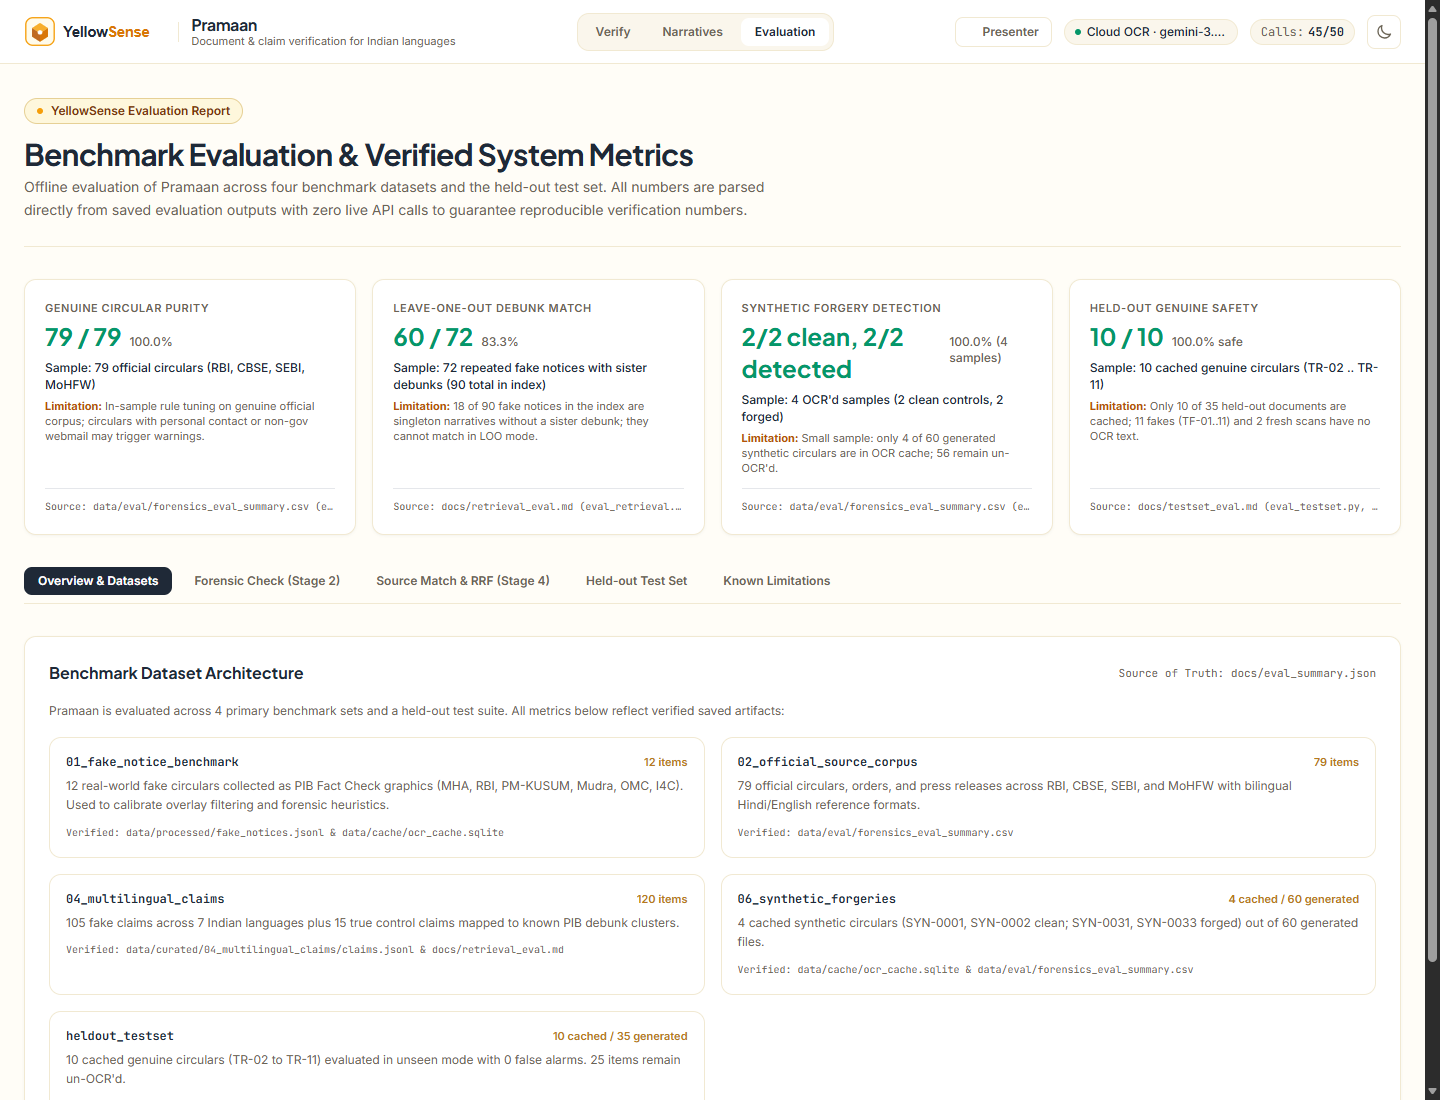 YellowSense
Pramaan
Document & claim verification for Indian languages
Verify
Narratives
Evaluation
Presenter
Cloud OCR · gemini-3....
Calls: 45/50
YellowSense Evaluation Report
Benchmark Evaluation & Verified System Metrics
Offline evaluation of Pramaan across four benchmark datasets and the held-out test set. All numbers are parsed
directly from saved evaluation outputs with zero live API calls to guarantee reproducible verification numbers.
GENUINE CIRCULAR PURITY
79 / 79 100.0%
Sample: 79 official circulars (RBI, CBSE, SEBI,
MoHFW)
Limitation: In-sample rule tuning on genuine official
corpus; circulars with personal contact or non-gov
webmail may trigger warnings.
Source: data/eval/forensics_eval_summary.csv (e…
LEAVE-ONE-OUT DEBUNK MATCH
60 / 72 83.3%
Sample: 72 repeated fake notices with sister
debunks (90 total in index)
Limitation: 18 of 90 fake notices in the index are
singleton narratives without a sister debunk; they
cannot match in LOO mode.
Source: docs/retrieval_eval.md (eval_retrieval.…
SYNTHETIC FORGERY DETECTION
2/2 clean, 2/2
detected
100.0% (4
samples)
Sample: 4 OCR'd samples (2 clean controls, 2
forged)
Limitation: Small sample: only 4 of 60 generated
synthetic circulars are in OCR cache; 56 remain un-
OCR'd.
Source: data/eval/forensics_eval_summary.csv (e…
HELD-OUT GENUINE SAFETY
10 / 10 100.0% safe
Sample: 10 cached genuine circulars (TR-02 .. TR-
11)
Limitation: Only 10 of 35 held-out documents are
cached; 11 fakes (TF-01..11) and 2 fresh scans have no
OCR text.
Source: docs/testset_eval.md (eval_testset.py, …
Overview & Datasets
Forensic Check (Stage 2)
Source Match & RRF (Stage 4)
Held-out Test Set
Known Limitations
Benchmark Dataset Architecture
Source of Truth: docs/eval_summary.json
Pramaan is evaluated across 4 primary benchmark sets and a held-out test suite. All metrics below reflect verified saved artifacts:
01_fake_notice_benchmark
12 items
12 real-world fake circulars collected as PIB Fact Check graphics (MHA, RBI, PM-KUSUM, Mudra, OMC, I4C).
Used to calibrate overlay filtering and forensic heuristics.
Verified: data/processed/fake_notices.jsonl & data/cache/ocr_cache.sqlite
02_official_source_corpus
79 items
79 official circulars, orders, and press releases across RBI, CBSE, SEBI, and MoHFW with bilingual
Hindi/English reference formats.
Verified: data/eval/forensics_eval_summary.csv
04_multilingual_claims
120 items
105 fake claims across 7 Indian languages plus 15 true control claims mapped to known PIB debunk clusters.
Verified: data/curated/04_multilingual_claims/claims.jsonl & docs/retrieval_eval.md
06_synthetic_forgeries
4 cached / 60 generated
4 cached synthetic circulars (SYN-0001, SYN-0002 clean; SYN-0031, SYN-0033 forged) out of 60 generated
files.
Verified: data/cache/ocr_cache.sqlite & data/eval/forensics_eval_summary.csv
heldout_testset
10 cached / 35 generated
10 cached genuine circulars (TR-02 to TR-11) evaluated in unseen mode with 0 false alarms. 25 items remain
un-OCR'd.